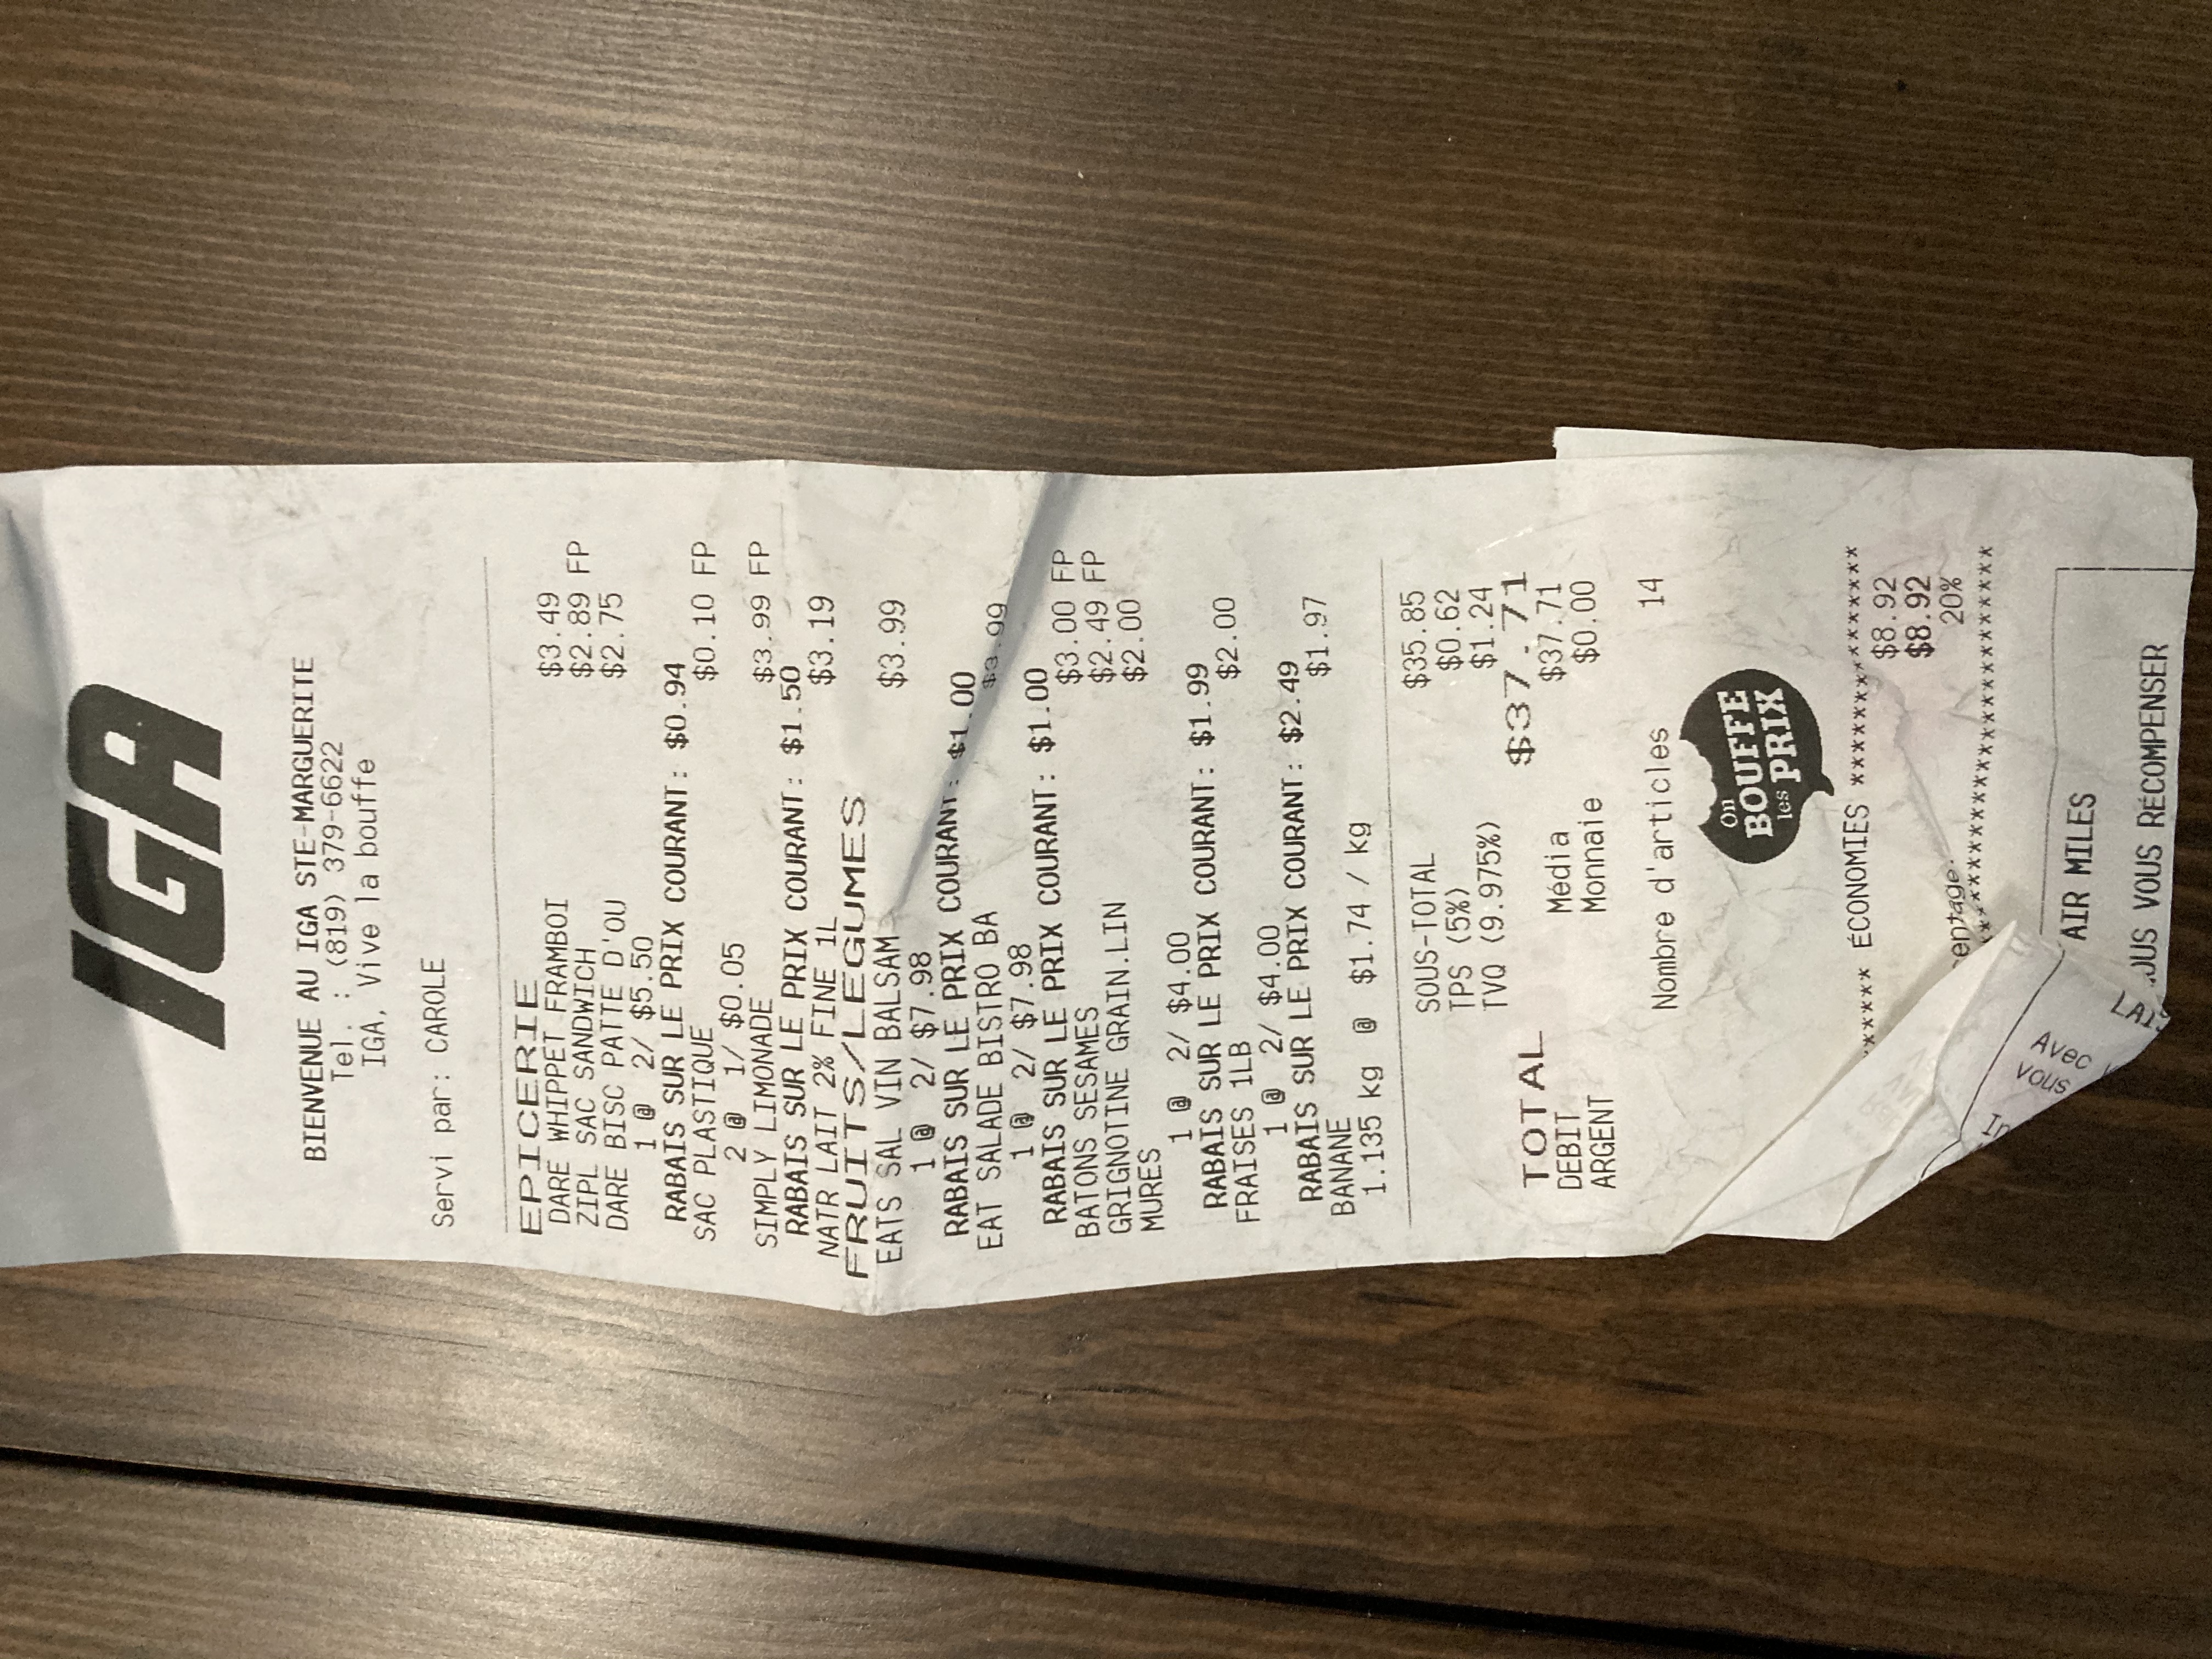 IGA
BIENVENUE AU IGA STE-MARGUERITE
Tel. : (819) 379-6622
IGA, Vive la bouffe
Servi par: CAROLE
EPICERIE
DARE WHIPPET FRAMBOI $3.49
ZIPL SAC SANDWICH $2.89 FP
DARE BISC PATTE D'OU $2.75
1 @ 2/ $5.50
RABAIS SUR LE PRIX COURANT: $0.94
SAC PLASTIQUE $0.10 FP
2 @ 1/ $0.05
SIMPLY LIMONADE $3.99 FP
RABAIS SUR LE PRIX COURANT: $1.50
NATR LAIT 2% FINE 1L $3.19
FRUITS/LEGUMES
EATS SAL VIN BALSAM $3.99
1 @ 2/ $7.98
RABAIS SUR LE PRIX COURANT: $1.00
EAT SALADE BISTRO BA $3.99
1 @ 2/ $7.98
RABAIS SUR LE PRIX COURANT: $1.00
BATONS SESAMES $3.00 FP
GRIGNOTINE GRAIN.LIN $2.49 FP
MURES $2.00
1 @ 2/ $4.00
RABAIS SUR LE PRIX COURANT: $1.99
FRAISES 1LB $2.00
1 @ 2/ $4.00
RABAIS SUR LE PRIX COURANT: $2.49
BANANE $1.97
1.135 kg @ $1.74 / kg
SOUS-TOTAL $35.85
TPS (5%) $0.62
TVQ (9.975%) $1.24
TOTAL $37.71
DEBIT Média $37.71
ARGENT Monnaie $0.00
Nombre d'articles 14
On
BOUFFE
les PRIX
****** ÉCONOMIES ***************
$8.92
$8.92
entage. 20%
**************************
AIR MILES
OUS VOUS RÉCOMPENSER
Avec
vous